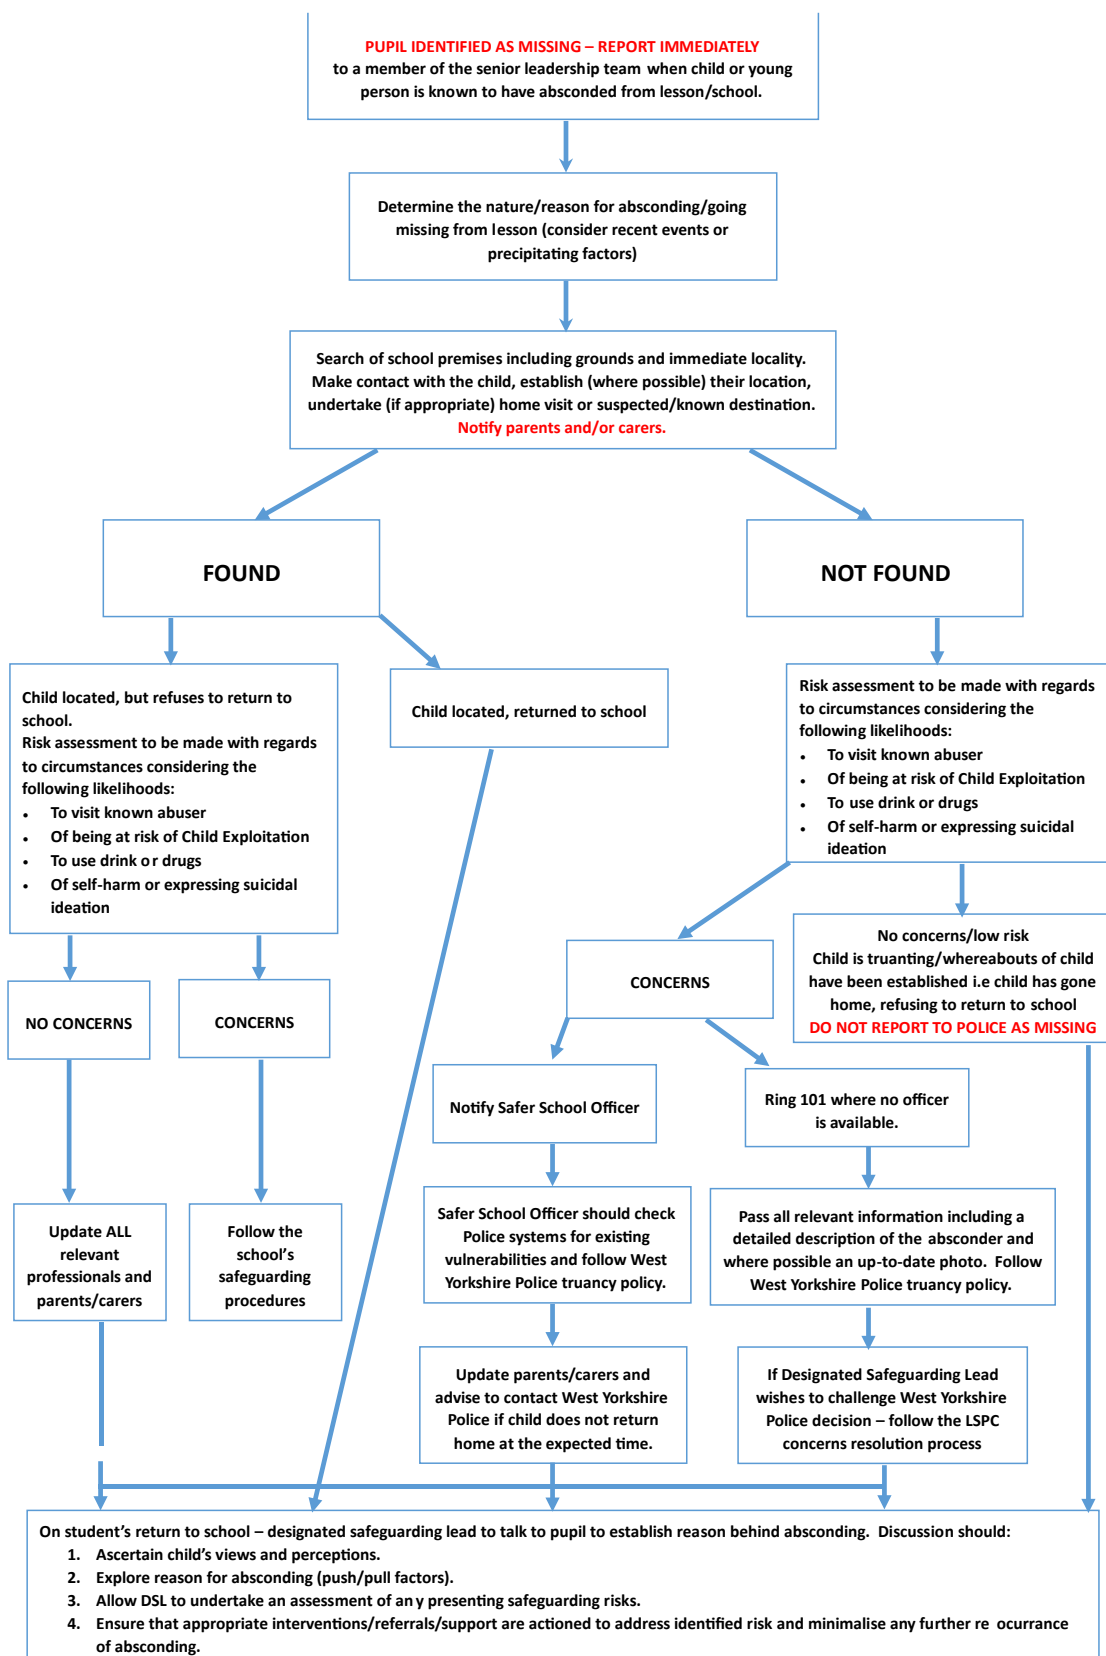 PUPIL IDENTIFIED AS MISSING – REPORT IMMEDIATELY
to a member of the senior leadership team when child or young
person is known to have absconded from lesson/school.
Determine the nature/reason for absconding/going
missing from lesson (consider recent events or
precipitating factors)
Search of school premises including grounds and immediate locality.
Make contact with the child, establish (where possible) their location,
undertake (if appropriate) home visit or suspected/known destination.
Notify parents and/or carers.
FOUND
NOT FOUND
Child located, but refuses to return to
school.
Risk assessment to be made with regards
to circumstances considering the
following likelihoods:
• To visit known abuser
• Of being at risk of Child Exploitation
• To use drink or drugs
• Of self-harm or expressing suicidal
ideation
Child located, returned to school
Risk assessment to be made with regards
to circumstances considering the
following likelihoods:
• To visit known abuser
• Of being at risk of Child Exploitation
• To use drink or drugs
• Of self-harm or expressing suicidal
ideation
NO CONCERNS
CONCERNS
CONCERNS
No concerns/low risk
Child is truanting/whereabouts of child
have been established i.e child has gone
home, refusing to return to school
DO NOT REPORT TO POLICE AS MISSING
Notify Safer School Officer
Ring 101 where no officer
is available.
Update ALL
relevant
professionals and
parents/carers
Follow the
school's
safeguarding
procedures
Safer School Officer should check
Police systems for existing
vulnerabilities and follow West
Yorkshire Police truancy policy.
Pass all relevant information including a
detailed description of the absconder and
where possible an up-to-date photo. Follow
West Yorkshire Police truancy policy.
Update parents/carers and
advise to contact West Yorkshire
Police if child does not return
home at the expected time.
If Designated Safeguarding Lead
wishes to challenge West Yorkshire
Police decision – follow the LSPC
concerns resolution process
On student's return to school – designated safeguarding lead to talk to pupil to establish reason behind absconding. Discussion should:
1. Ascertain child's views and perceptions.
2. Explore reason for absconding (push/pull factors).
3. Allow DSL to undertake an assessment of any presenting safeguarding risks.
4. Ensure that appropriate interventions/referrals/support are actioned to address identified risk and minimalise any further re ocurrance
of absconding.